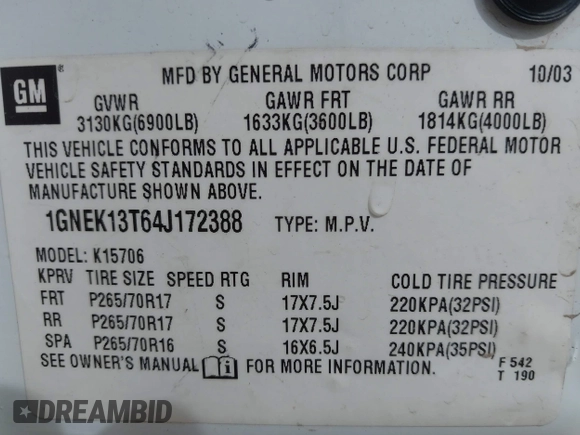 GM® MFD BY GENERAL MOTORS CORP 10/03
GVWR GAWR FRT GAWR RR
3130KG(6900LB) 1633KG(3600LB) 1814KG(4000LB)
THIS VEHICLE CONFORMS TO ALL APPLICABLE U.S. FEDERAL MOTOR
VEHICLE SAFETY STANDARDS IN EFFECT ON THE DATE OF
MANUFACTURE SHOWN ABOVE.
1GNEK13T64J172388 TYPE: M.P.V.
MODEL: K15706
KPRV TIRE SIZE SPEED RTG RIM COLD TIRE PRESSURE
FRT P265/70R17 S 17X7.5J 220KPA(32PSI)
RR P265/70R17 S 17X7.5J 220KPA(32PSI)
SPA P265/70R16 S 16X6.5J 240KPA(35PSI)
SEE OWNER'S MANUAL i FOR MORE INFORMATION. F 542
T 190
DREAMBID